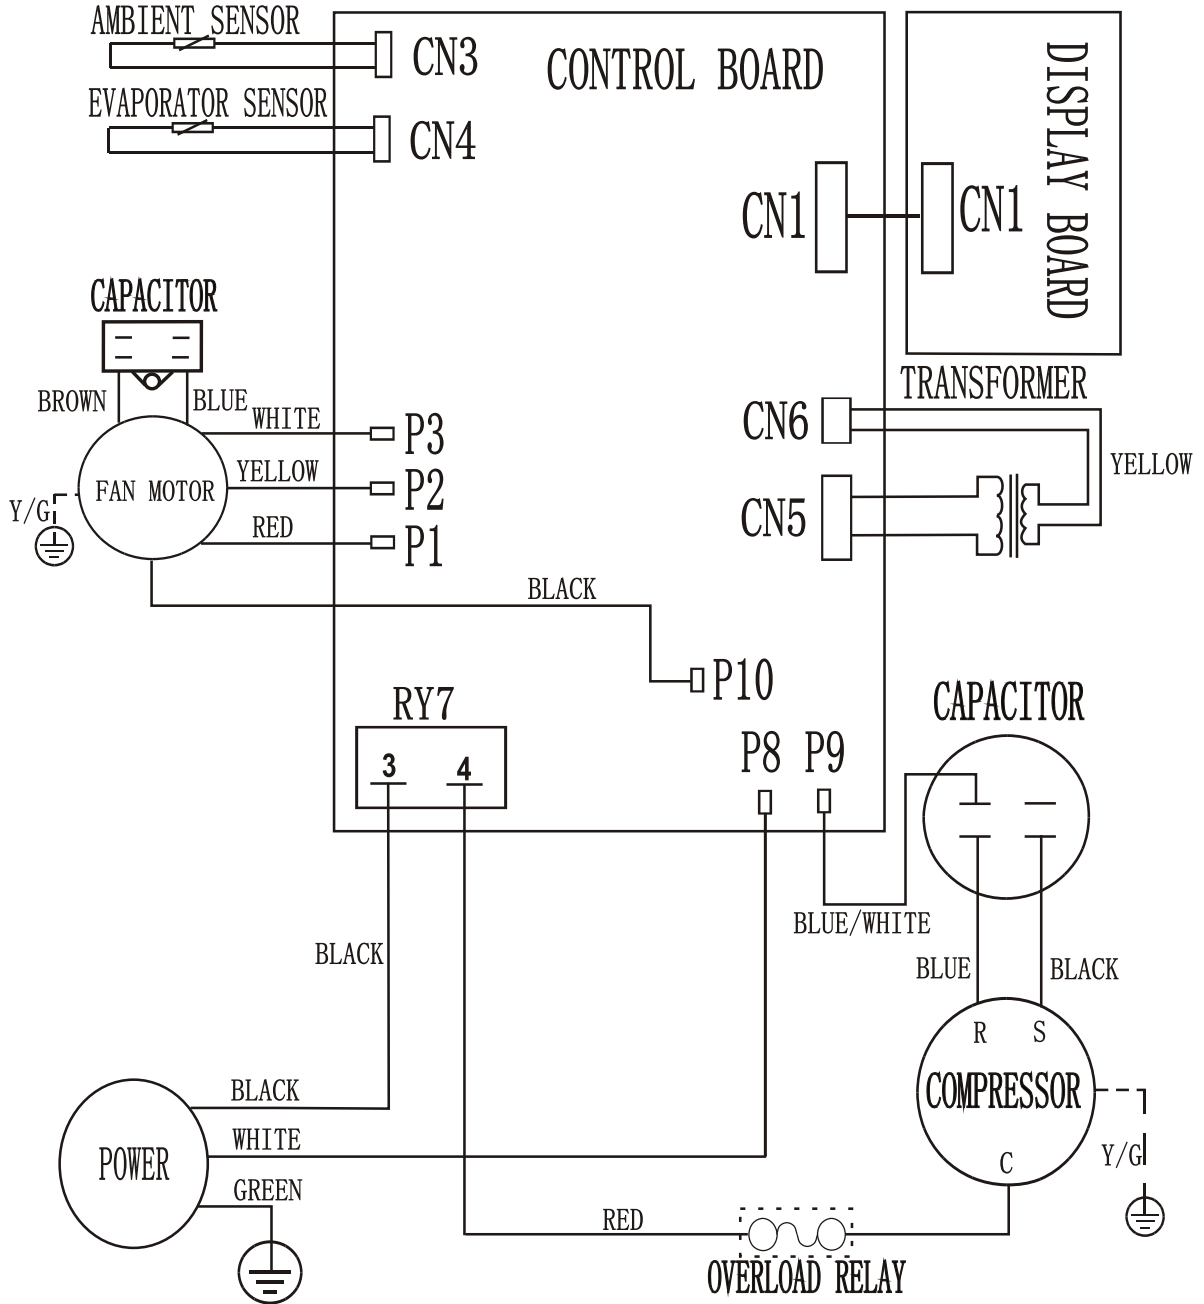 AMBIENT SENSOR
CN3
CONTROL BOARD
DISPLAY BOARD
EVAPORATOR SENSOR
CN4
CN1
CN1
CAPACITOR
BROWN
BLUE
WHITE
P3
CN6
TRANSFORMER
YELLOW
FAN MOTOR
YELLOW
P2
Y/G
RED
P1
CN5
BLACK
P10
RY7
3
4
P8
P9
CAPACITOR
BLUE/WHITE
BLACK
BLUE
BLACK
R
S
COMPRESSOR
C
Y/G
POWER
BLACK
WHITE
GREEN
RED
OVERLOAD RELAY